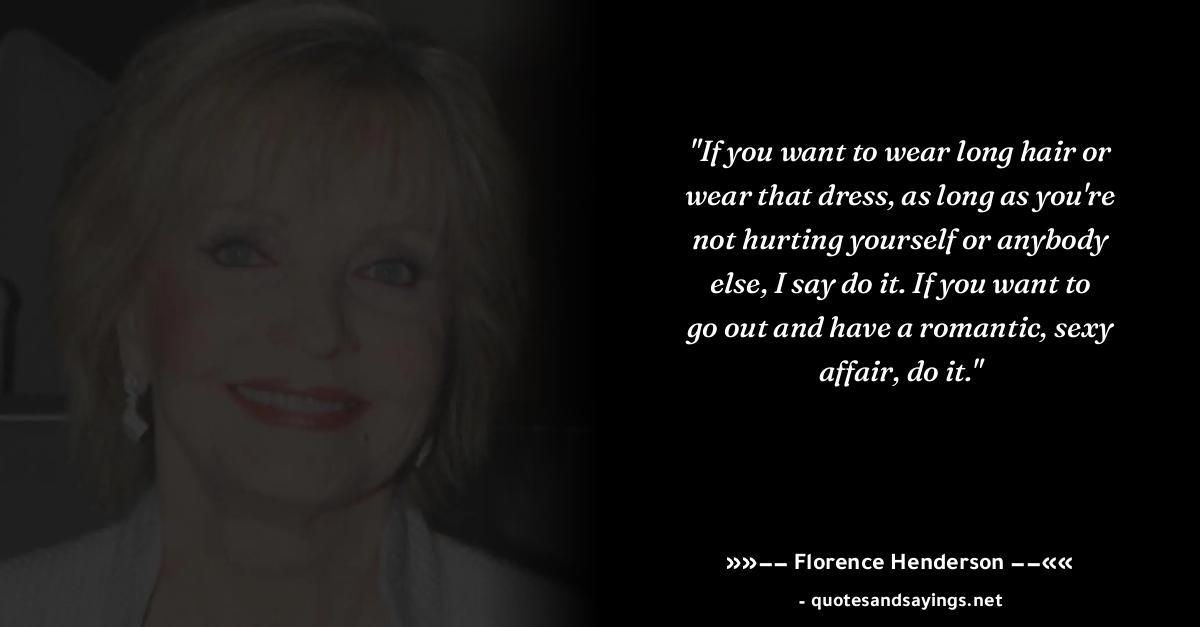 "If you want to wear long hair or
wear that dress, as long as you're
not hurting yourself or anybody
else, I say do it. If you want to
go out and have a romantic, sexy
affair, do it."
»»–– Florence Henderson ––««
- quotesandsayings.net